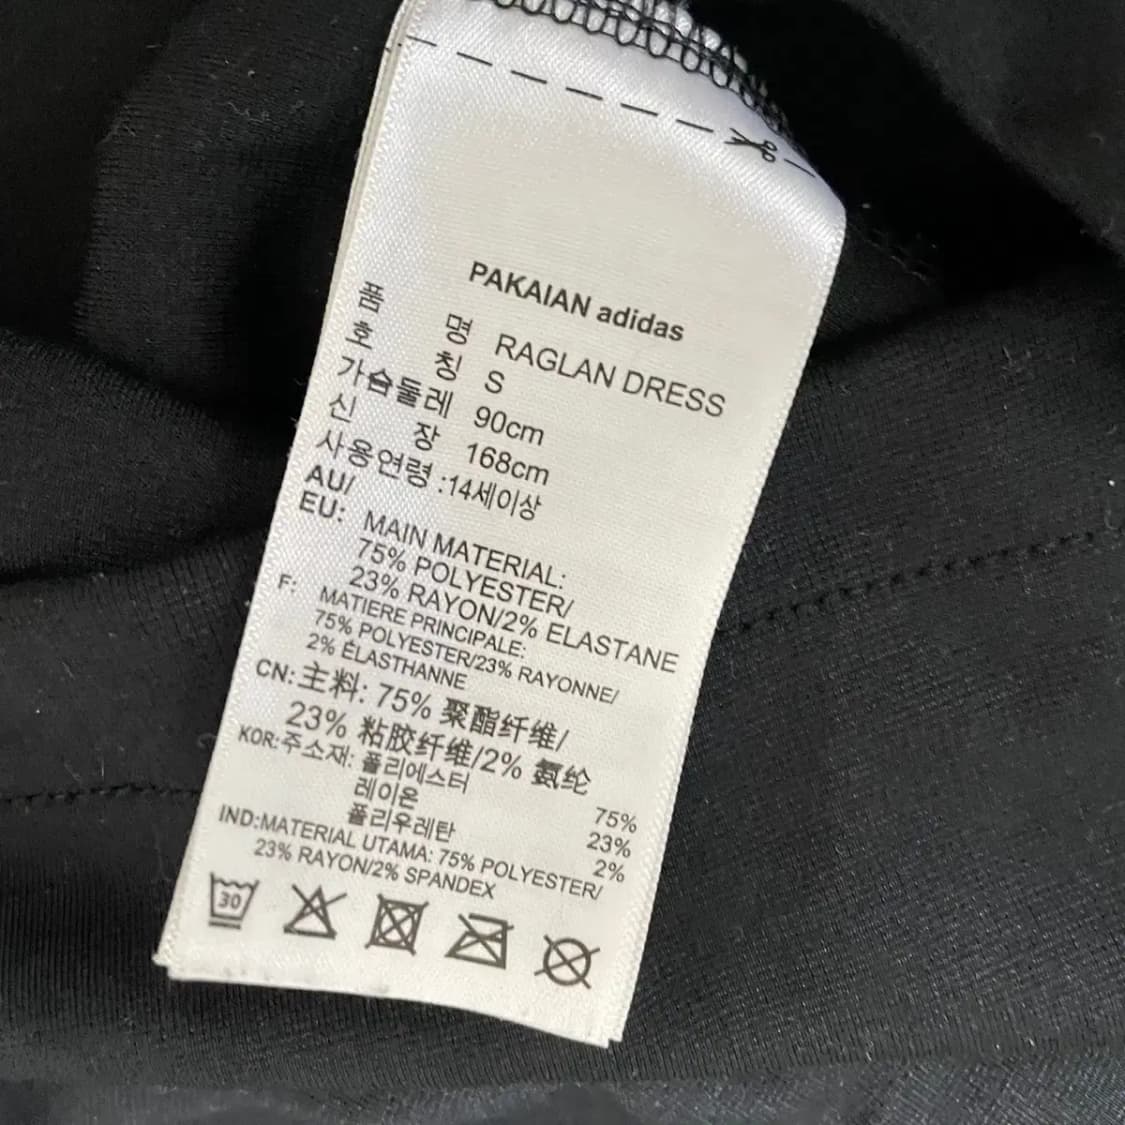 PAKAIAN adidas
품 명 RAGLAN DRESS
호 칭 S
가슴둘레 90cm
신 장 168cm
사용연령 :14세이상
AU/
EU: MAIN MATERIAL:
75% POLYESTER/
23% RAYON/2% ELASTANE
F: MATIERE PRINCIPALE:
75% POLYESTER/23% RAYONNE/
2% ÉLASTHANNE
CN:主料: 75% 聚酯纤维/
23% 粘胶纤维/2% 氨纶
KOR:주소재: 폴리에스터 75%
레이온 23%
폴리우레탄 2%
IND:MATERIAL UTAMA: 75% POLYESTER/
23% RAYON/2% SPANDEX
30